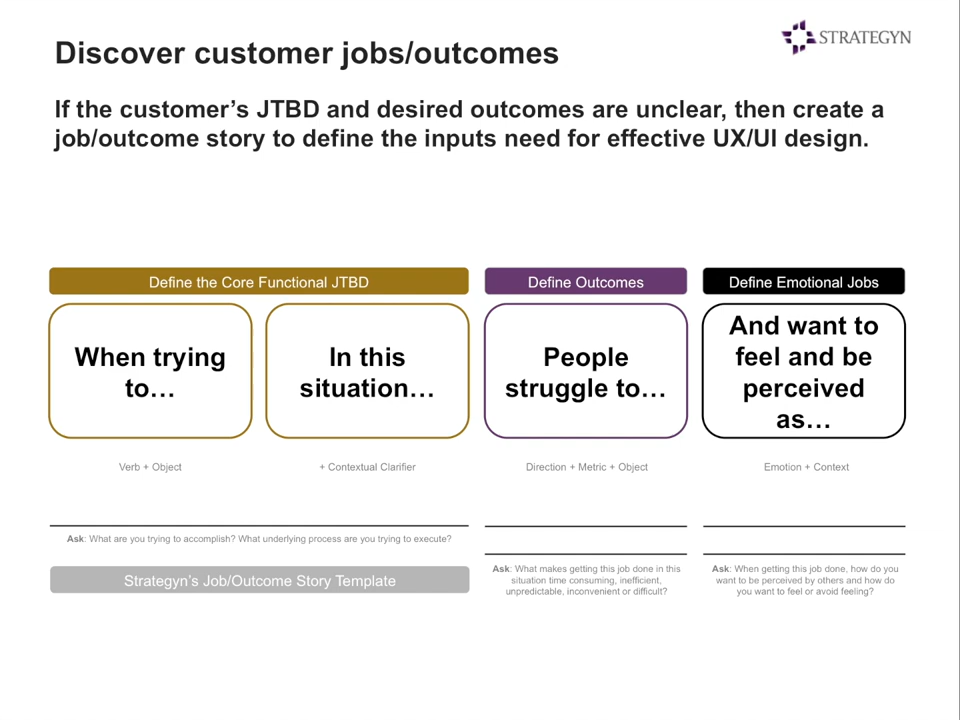 Discover customer jobs/outcomes
STRATEGYN
If the customer's JTBD and desired outcomes are unclear, then create a
job/outcome story to define the inputs need for effective UX/UI design.
Define the Core Functional JTBD
When trying
to…
Verb + Object
In this
situation…
+ Contextual Clarifier
Ask: What are you trying to accomplish? What underlying process are you trying to execute?
Strategyn's Job/Outcome Story Template
Define Outcomes
People
struggle to…
Direction + Metric + Object
Ask: What makes getting this job done in this
situation time consuming, inefficient,
unpredictable, inconvenient or difficult?
Define Emotional Jobs
And want to
feel and be
perceived
as…
Emotion + Context
Ask: When getting this job done, how do you
want to be perceived by others and how do
you want to feel or avoid feeling?